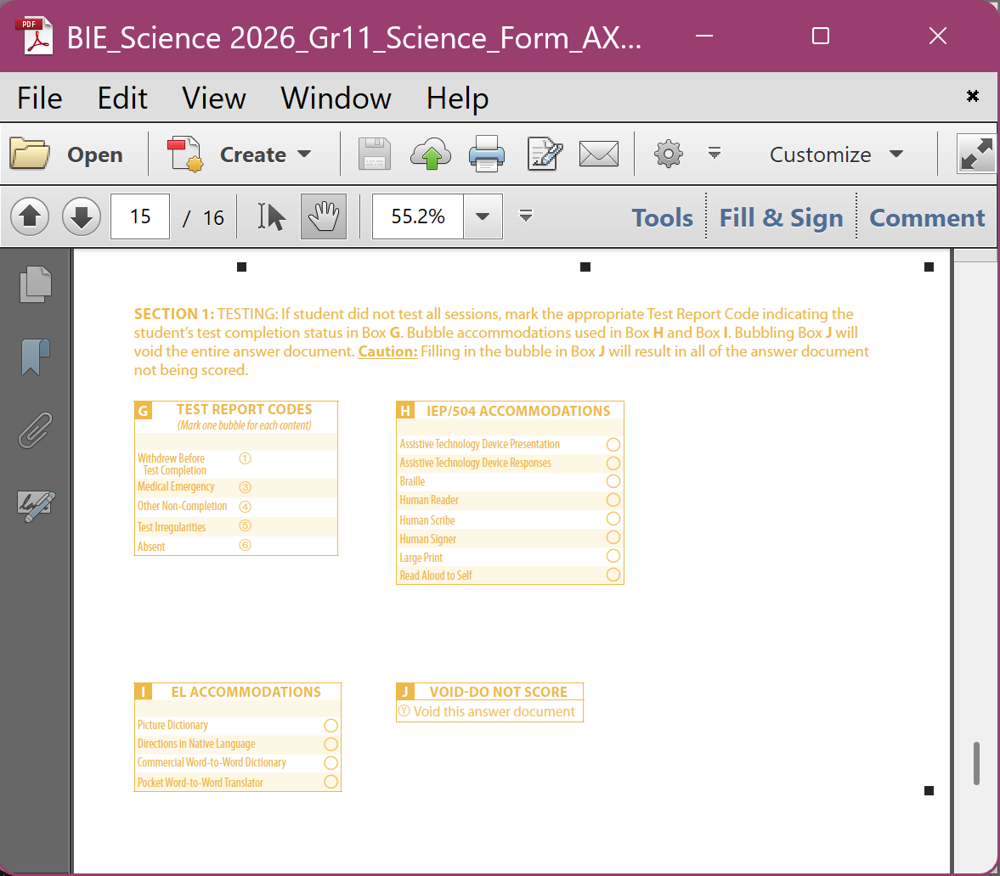 PDF
BIE_Science 2026_Gr11_Science_Form_AX...
File Edit View Window Help
Open Create Customize
15 / 16 55.2% Tools Fill & Sign Comment
SECTION 1: TESTING: If student did not test all sessions, mark the appropriate Test Report Code indicating the
student's test completion status in Box G. Bubble accommodations used in Box H and Box I. Bubbling Box J will
void the entire answer document. Caution: Filling in the bubble in Box J will result in all of the answer document
not being scored.
G TEST REPORT CODES
(Mark one bubble for each content)
Withdrew Before
Test Completion ①
Medical Emergency ③
Other Non-Completion ④
Test Irregularities ⑤
Absent ⑥
H IEP/504 ACCOMMODATIONS
Assistive Technology Device Presentation
Assistive Technology Device Responses
Braille
Human Reader
Human Scribe
Human Signer
Large Print
Read Aloud to Self
I EL ACCOMMODATIONS
Picture Dictionary
Directions in Native Language
Commercial Word-to-Word Dictionary
Pocket Word-to-Word Translator
J VOID-DO NOT SCORE
Ⓨ Void this answer document